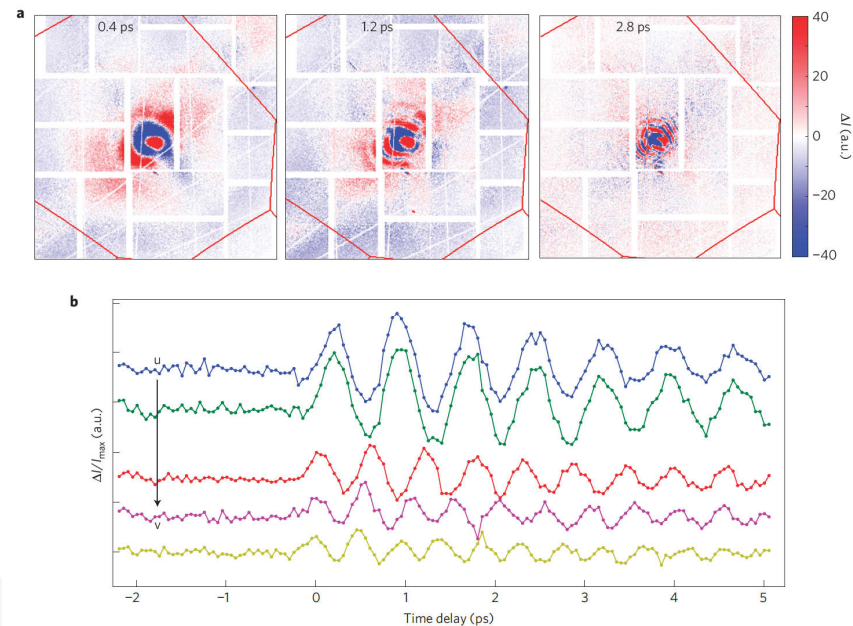 a
0.4 ps
1.2 ps
2.8 ps
40
20
0
−20
−40
ΔI (a.u.)
b
u
v
ΔI/Imax (a.u.)
−2
−1
0
1
2
3
4
5
Time delay (ps)